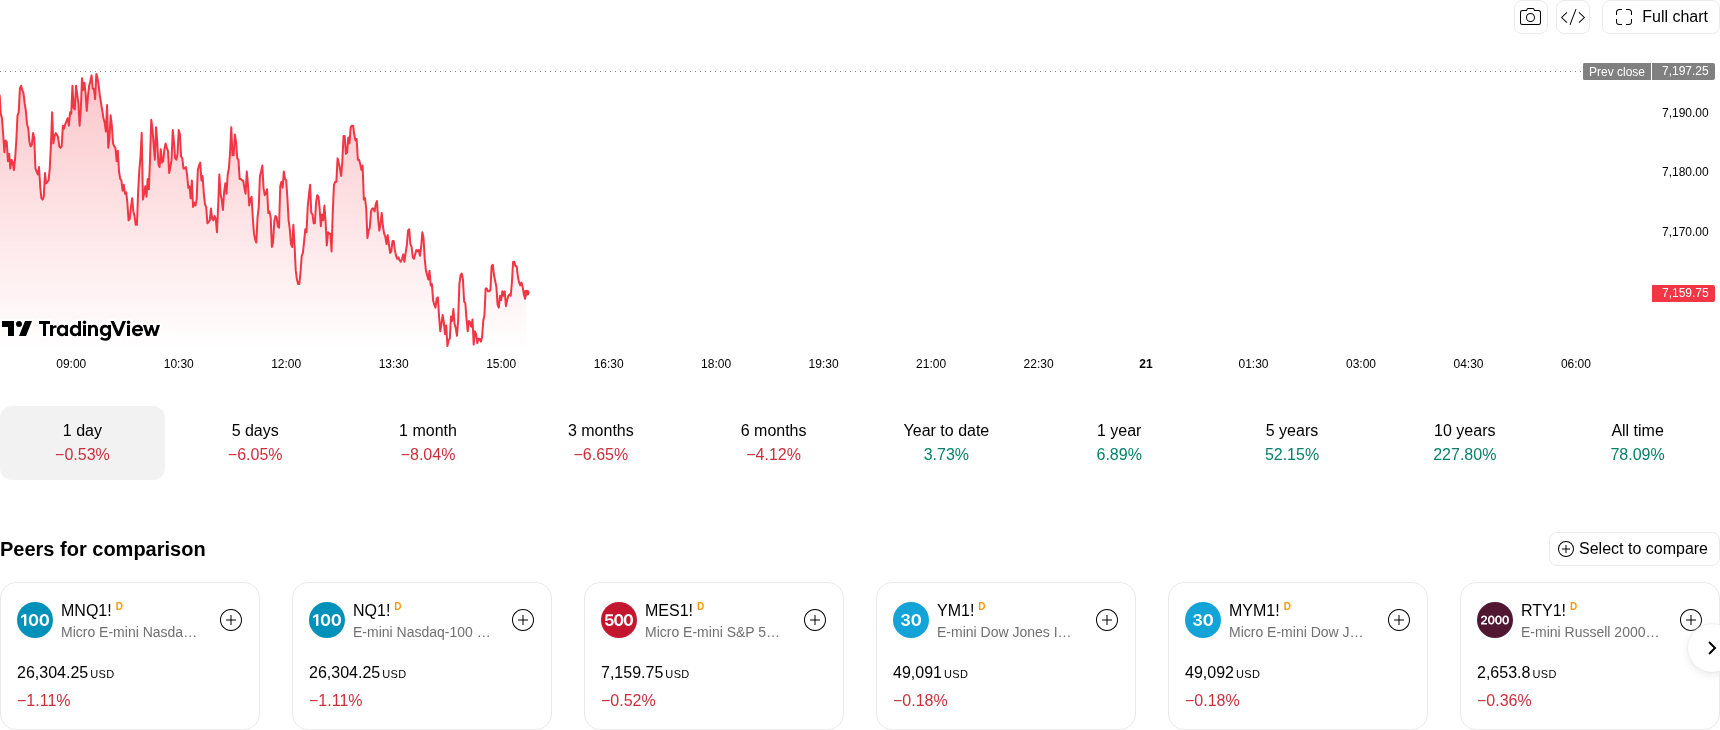 Full chart
Prev close 7,197.25
7,190.00
7,180.00
7,170.00
7,159.75
TradingView
09:00 10:30 12:00 13:30 15:00 16:30 18:00 19:30 21:00 22:30 21 01:30 03:00 04:30 06:00
1 day 5 days 1 month 3 months 6 months Year to date 1 year 5 years 10 years All time
−0.53% −6.05% −8.04% −6.65% −4.12% 3.73% 6.89% 52.15% 227.80% 78.09%
Peers for comparison
Select to compare
100 MNQ1! D
Micro E-mini Nasda…
26,304.25 USD
−1.11%
100 NQ1! D
E-mini Nasdaq-100 …
26,304.25 USD
−1.11%
500 MES1! D
Micro E-mini S&P 5…
7,159.75 USD
−0.52%
30 YM1! D
E-mini Dow Jones I…
49,091 USD
−0.18%
30 MYM1! D
Micro E-mini Dow J…
49,092 USD
−0.18%
2000 RTY1! D
E-mini Russell 2000…
2,653.8 USD
−0.36%